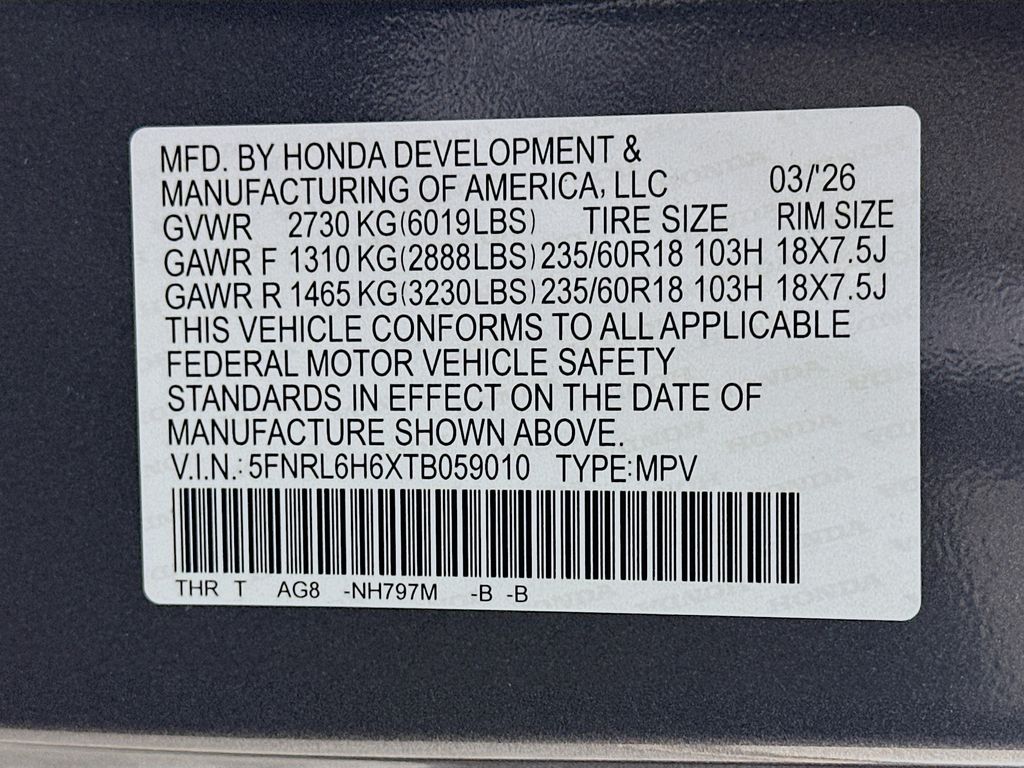 MFD. BY HONDA DEVELOPMENT &
MANUFACTURING OF AMERICA, LLC 03/'26
GVWR 2730 KG(6019LBS) TIRE SIZE RIM SIZE
GAWR F 1310 KG(2888LBS) 235/60R18 103H 18X7.5J
GAWR R 1465 KG(3230LBS) 235/60R18 103H 18X7.5J
THIS VEHICLE CONFORMS TO ALL APPLICABLE
FEDERAL MOTOR VEHICLE SAFETY
STANDARDS IN EFFECT ON THE DATE OF
MANUFACTURE SHOWN ABOVE.
V.I.N.: 5FNRL6H6XTB059010 TYPE:MPV
THR T AG8 -NH797M -B -B